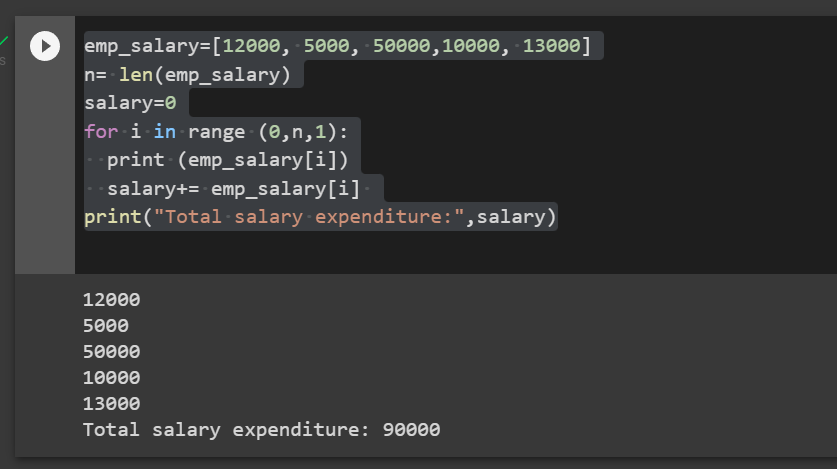 emp_salary=[12000, 5000, 50000,10000, 13000]
n= len(emp_salary)
salary=0
for i in range (0,n,1):
  print (emp_salary[i])
  salary+= emp_salary[i]
print("Total salary expenditure:",salary)
12000
5000
50000
10000
13000
Total salary expenditure: 90000